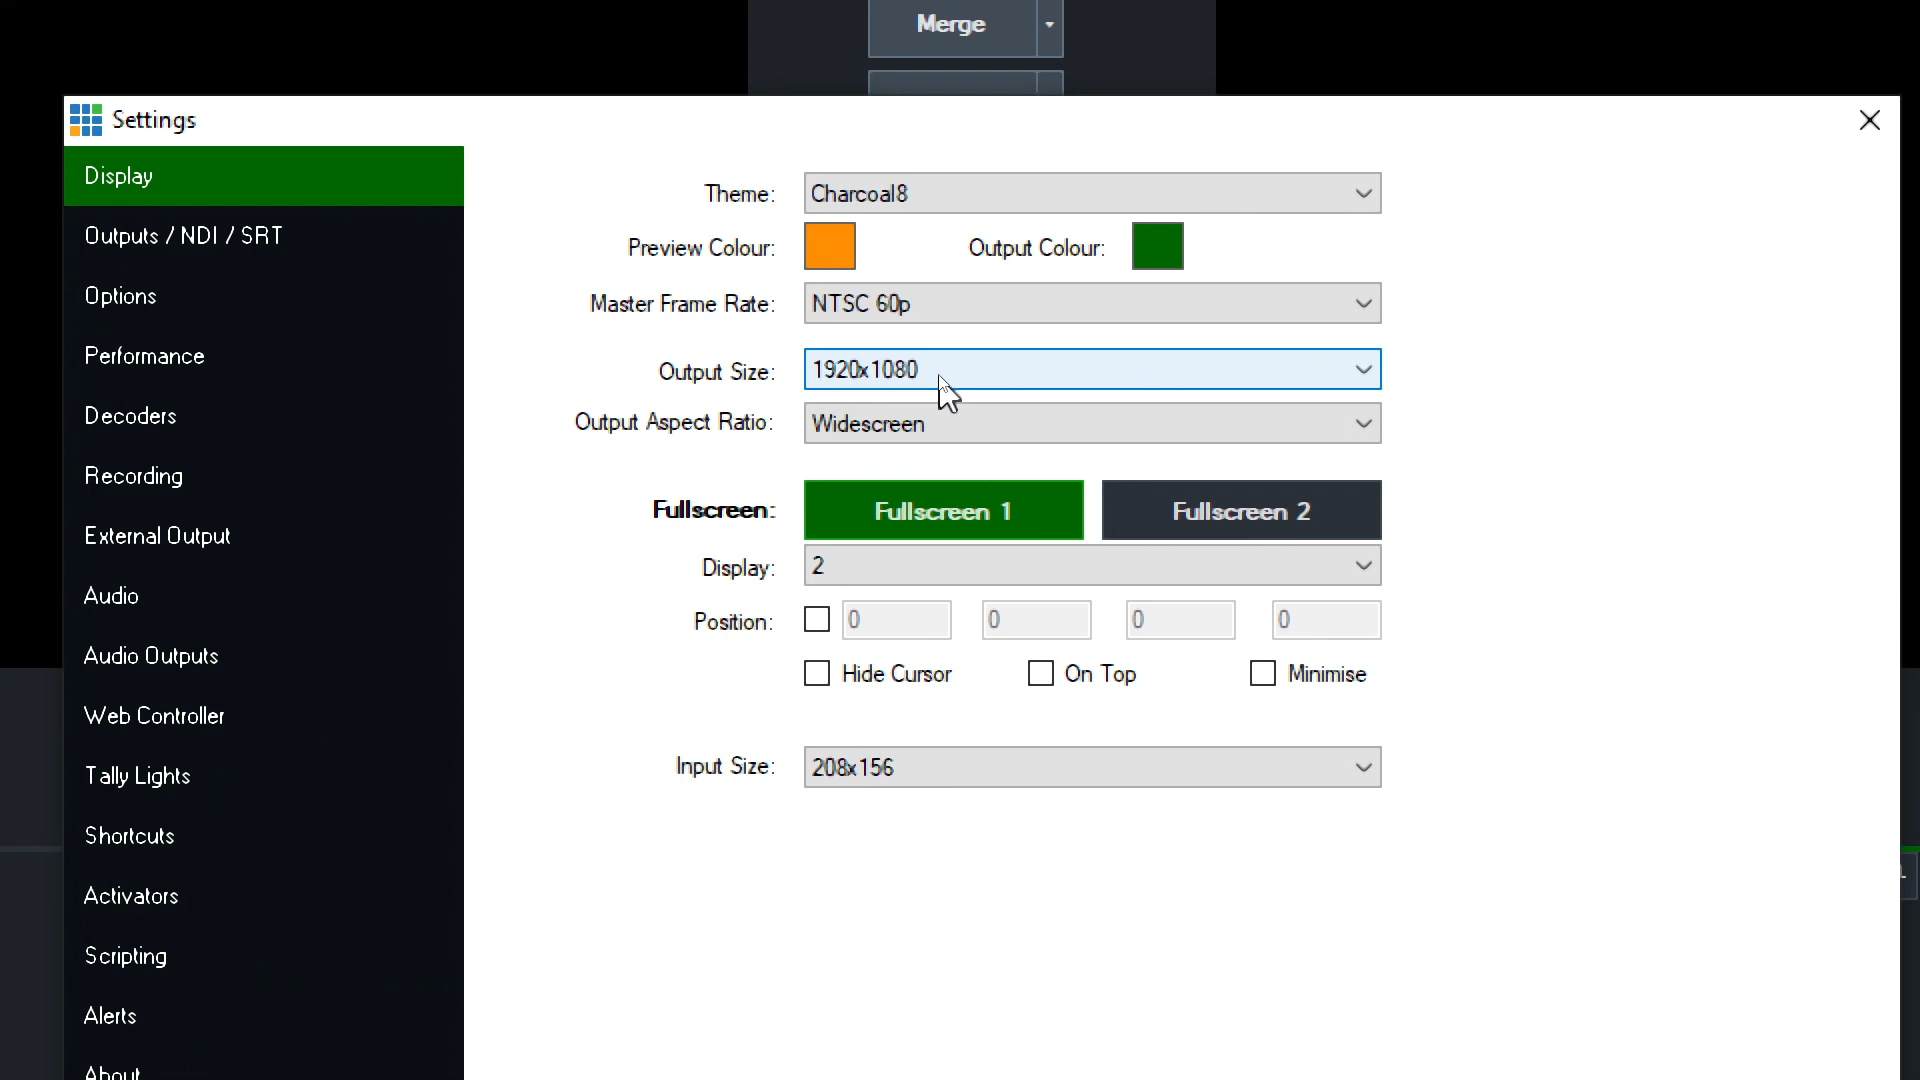 Merge
Settings
Display
Outputs / NDI / SRT
Options
Performance
Decoders
Recording
External Output
Audio
Audio Outputs
Web Controller
Tally Lights
Shortcuts
Activators
Scripting
Alerts
About
Theme: Charcoal8
Preview Colour: Output Colour:
Master Frame Rate: NTSC 60p
Output Size: 1920x1080
Output Aspect Ratio: Widescreen
Fullscreen: Fullscreen 1 Fullscreen 2
Display: 2
Position: 0 0 0 0
Hide Cursor On Top Minimise
Input Size: 208x156